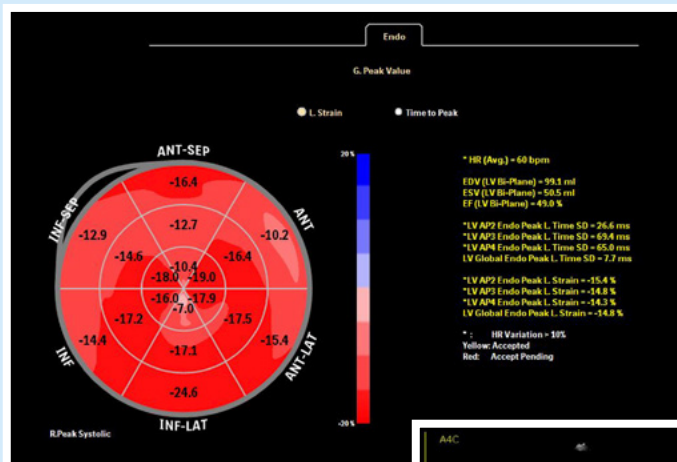 Endo
G. Peak Value
L. Strain
Time to Peak
ANT-SEP
20 %
* HR (Avg.) = 60 bpm
-16.4
EDV (LV Bi-Plane) = 99.1 ml
ESV (LV Bi-Plane) = 50.5 ml
EF (LV Bi-Plane) = 49.0 %
INF-SEP
ANT
-12.7
-12.9
-10.2
*LV AP2 Endo Peak L. Time SD = 26.6 ms
*LV AP3 Endo Peak L. Time SD = 69.4 ms
*LV AP4 Endo Peak L. Time SD = 65.0 ms
LV Global Endo Peak L. Time SD = 7.7 ms
-14.6
-16.4
-10.4
-18.0
-19.0
*LV AP2 Endo Peak L. Strain = -15.4 %
*LV AP3 Endo Peak L. Strain = -14.8 %
*LV AP4 Endo Peak L. Strain = -14.3 %
LV Global Endo Peak L. Strain = -14.8 %
-16.0
-17.9
-7.0
-17.2
-17.5
-14.4
-15.4
* : HR Variation > 10%
Yellow: Accepted
Red: Accept Pending
INF
ANT-LAT
-17.1
-24.6
-20 %
INF-LAT
R.Peak Systolic
A4C